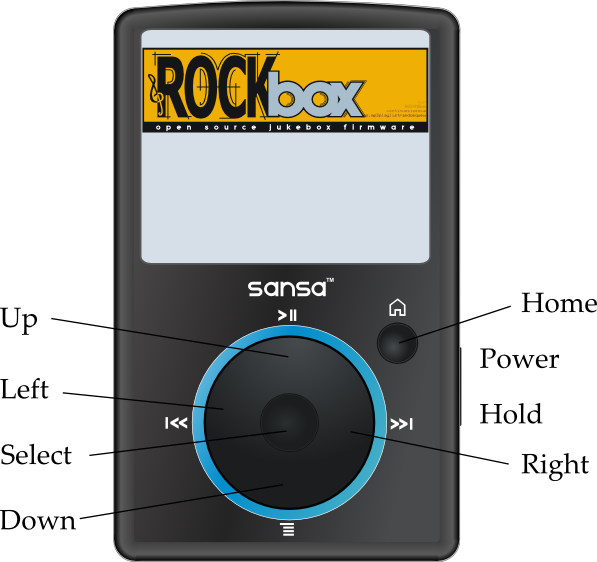 ROCKbox
open source jukebox firmware
sansa™
Home
Up
Power
Left
Hold
Select
Right
Down